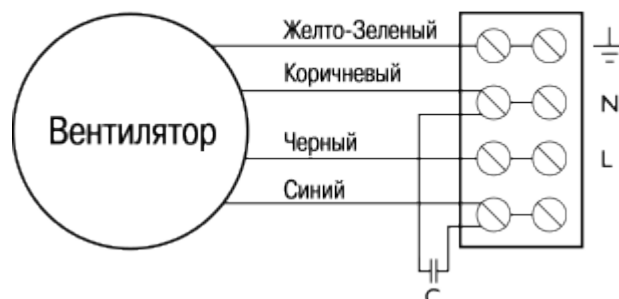 Желто-Зеленый
Коричневый
N
Вентилятор
Черный
L
Синий
C